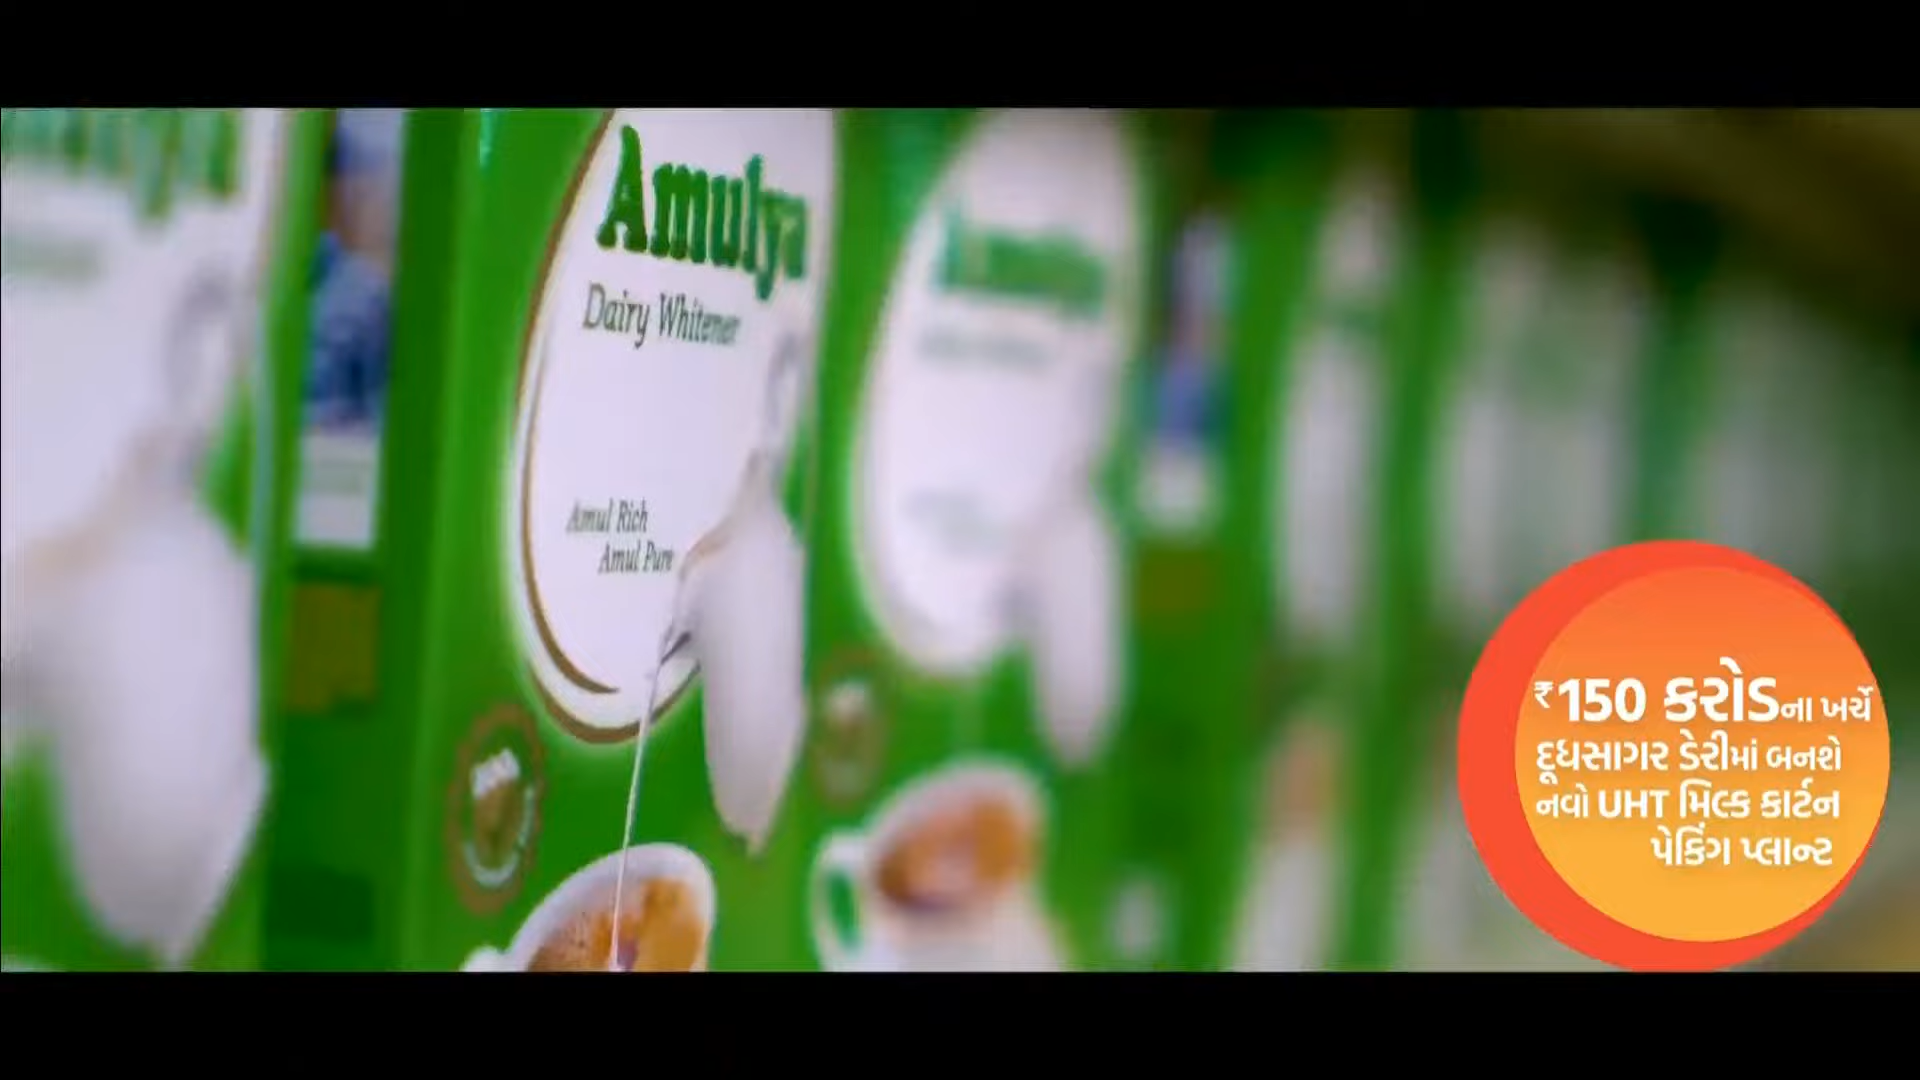 Amulya
Dairy Whitener
Amul Rich
Amul Pure
₹150 કરોડના ખર્ચે
દૂધસાગર ડેરીમાં બનશે
નવો UHT મિલ્ક કાર્ટન
પેકિંગ પ્લાન્ટ